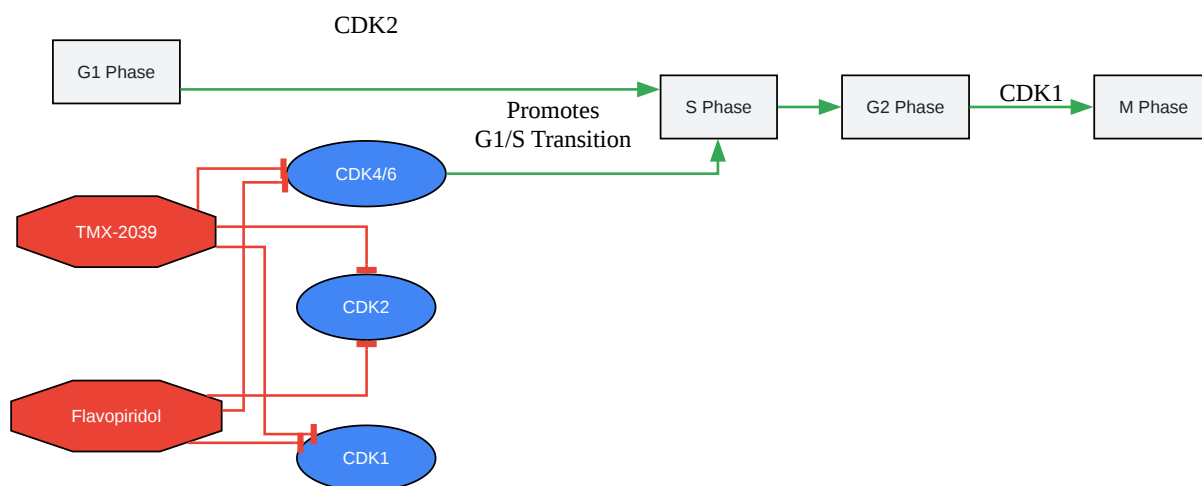 CDK2
G1 Phase
S Phase
G2 Phase
CDK1
M Phase
Promotes
G1/S Transition
CDK4/6
TMX-2039
CDK2
Flavopiridol
CDK1